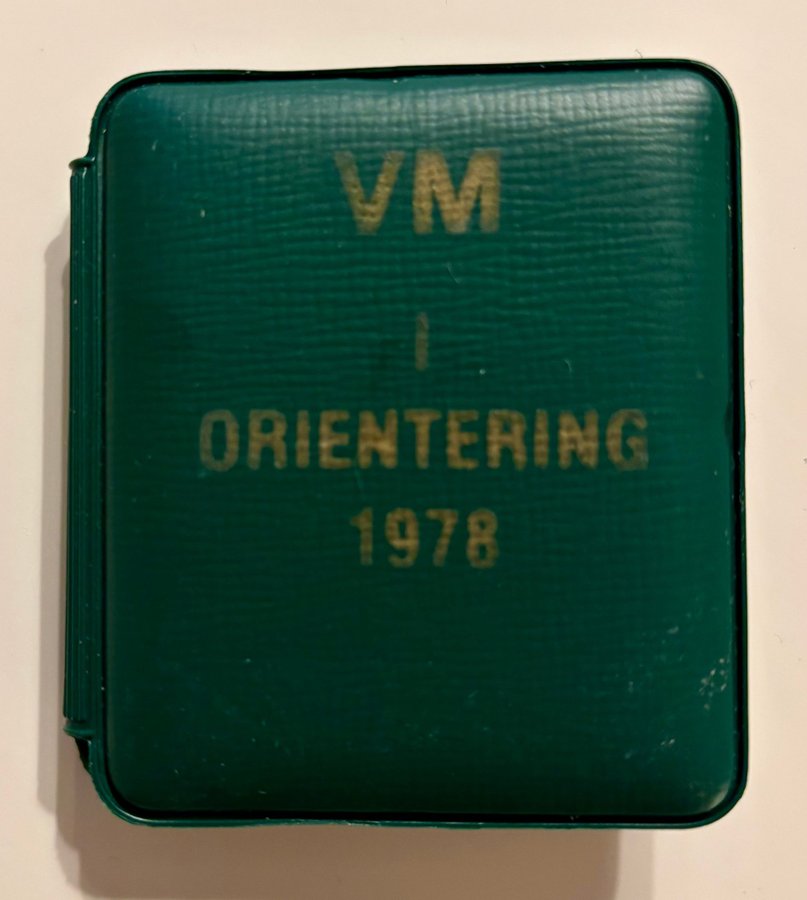 VM
I
ORIENTERING
1978